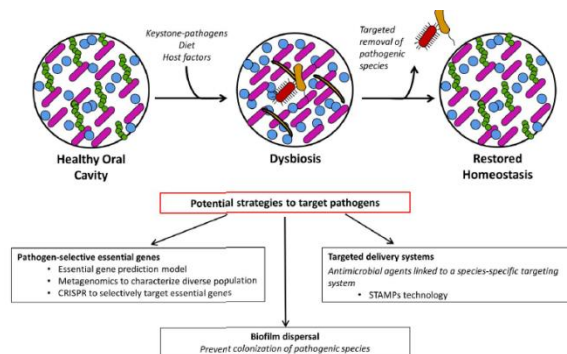 Keystone-pathogens
Diet
Host factors
Targeted
removal of
pathogenic
species
Healthy Oral
Cavity
Dysbiosis
Restored
Homeostasis
Potential strategies to target pathogens
Pathogen-selective essential genes
• Essential gene prediction model
• Metagenomics to characterize diverse population
• CRISPR to selectively target essential genes
Targeted delivery systems
Antimicrobial agents linked to a species-specific targeting
system
• STAMPs technology
Biofilm dispersal
Prevent colonization of pathogenic species